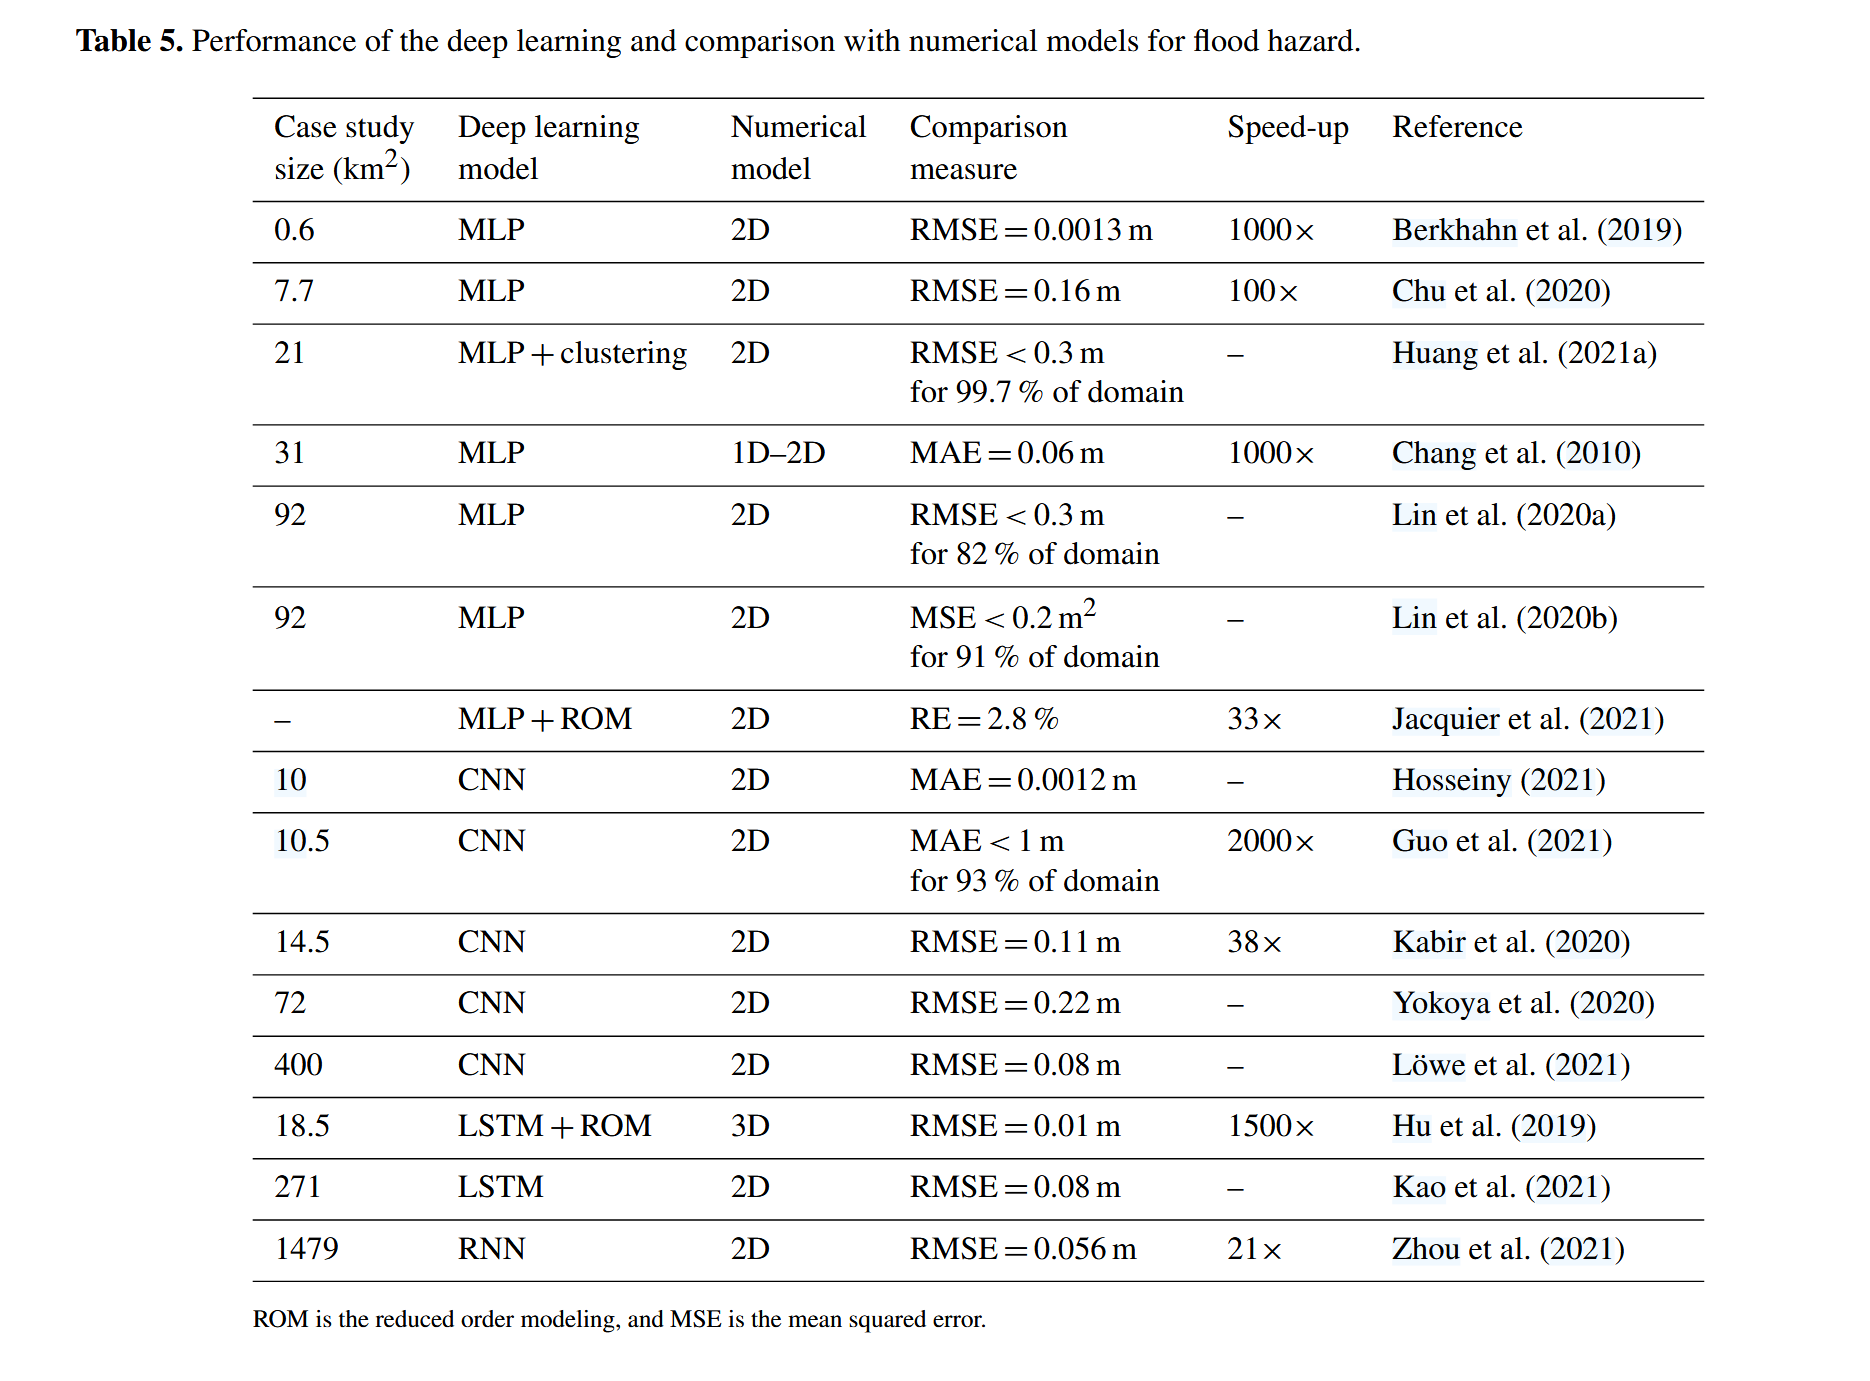 Table 5. Performance of the deep learning and comparison with numerical models for flood hazard.
Case study Deep learning Numerical Comparison Speed-up Reference
size (km²) model model measure
0.6 MLP 2D RMSE = 0.0013 m 1000× Berkhahn et al. (2019)
7.7 MLP 2D RMSE = 0.16 m 100× Chu et al. (2020)
21 MLP + clustering 2D RMSE < 0.3 m – Huang et al. (2021a)
for 99.7 % of domain
31 MLP 1D–2D MAE = 0.06 m 1000× Chang et al. (2010)
92 MLP 2D RMSE < 0.3 m – Lin et al. (2020a)
for 82 % of domain
92 MLP 2D MSE < 0.2 m² – Lin et al. (2020b)
for 91 % of domain
– MLP + ROM 2D RE = 2.8 % 33× Jacquier et al. (2021)
10 CNN 2D MAE = 0.0012 m – Hosseiny (2021)
10.5 CNN 2D MAE < 1 m 2000× Guo et al. (2021)
for 93 % of domain
14.5 CNN 2D RMSE = 0.11 m 38× Kabir et al. (2020)
72 CNN 2D RMSE = 0.22 m – Yokoya et al. (2020)
400 CNN 2D RMSE = 0.08 m – Löwe et al. (2021)
18.5 LSTM + ROM 3D RMSE = 0.01 m 1500× Hu et al. (2019)
271 LSTM 2D RMSE = 0.08 m – Kao et al. (2021)
1479 RNN 2D RMSE = 0.056 m 21× Zhou et al. (2021)
ROM is the reduced order modeling, and MSE is the mean squared error.